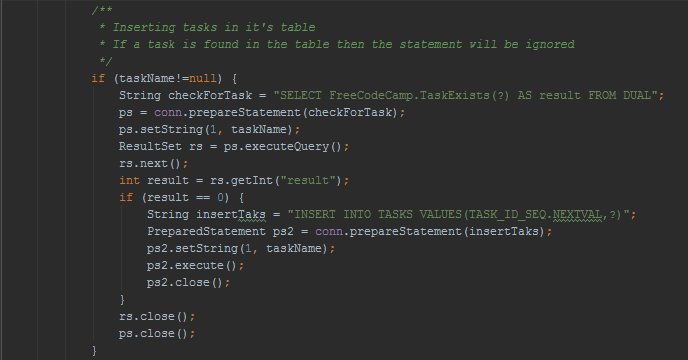 /**
* Inserting tasks in it's table
* If a task is found in the table then the statement will be ignored
*/
if (taskName!=null) {
String checkForTask = "SELECT FreeCodeCamp.TaskExists(?) AS result FROM DUAL";
ps = conn.prepareStatement(checkForTask);
ps.setString(1, taskName);
ResultSet rs = ps.executeQuery();
rs.next();
int result = rs.getInt("result");
if (result == 0) {
String insertTaks = "INSERT INTO TASKS VALUES(TASK_ID_SEQ.NEXTVAL,?)";
PreparedStatement ps2 = conn.prepareStatement(insertTaks);
ps2.setString(1, taskName);
ps2.execute();
ps2.close();
}
rs.close();
ps.close();
}